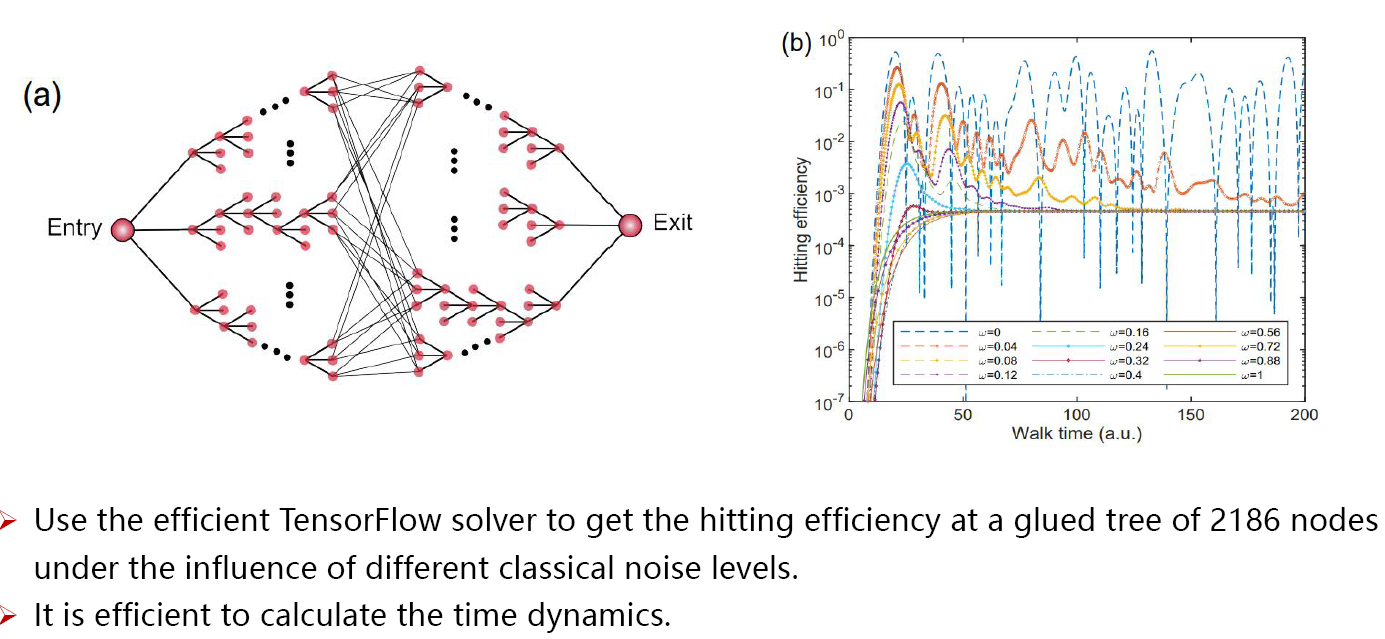 (a)
Entry
Exit
(b)
Hitting efficiency
10^0
10^-1
10^-2
10^-3
10^-4
10^-5
10^-6
10^-7
ω=0
ω=0.04
ω=0.08
ω=0.12
ω=0.16
ω=0.24
ω=0.32
ω=0.4
ω=0.56
ω=0.72
ω=0.88
ω=1
0 50 100 150 200
Walk time (a.u.)
Use the efficient TensorFlow solver to get the hitting efficiency at a glued tree of 2186 nodes
under the influence of different classical noise levels.
It is efficient to calculate the time dynamics.